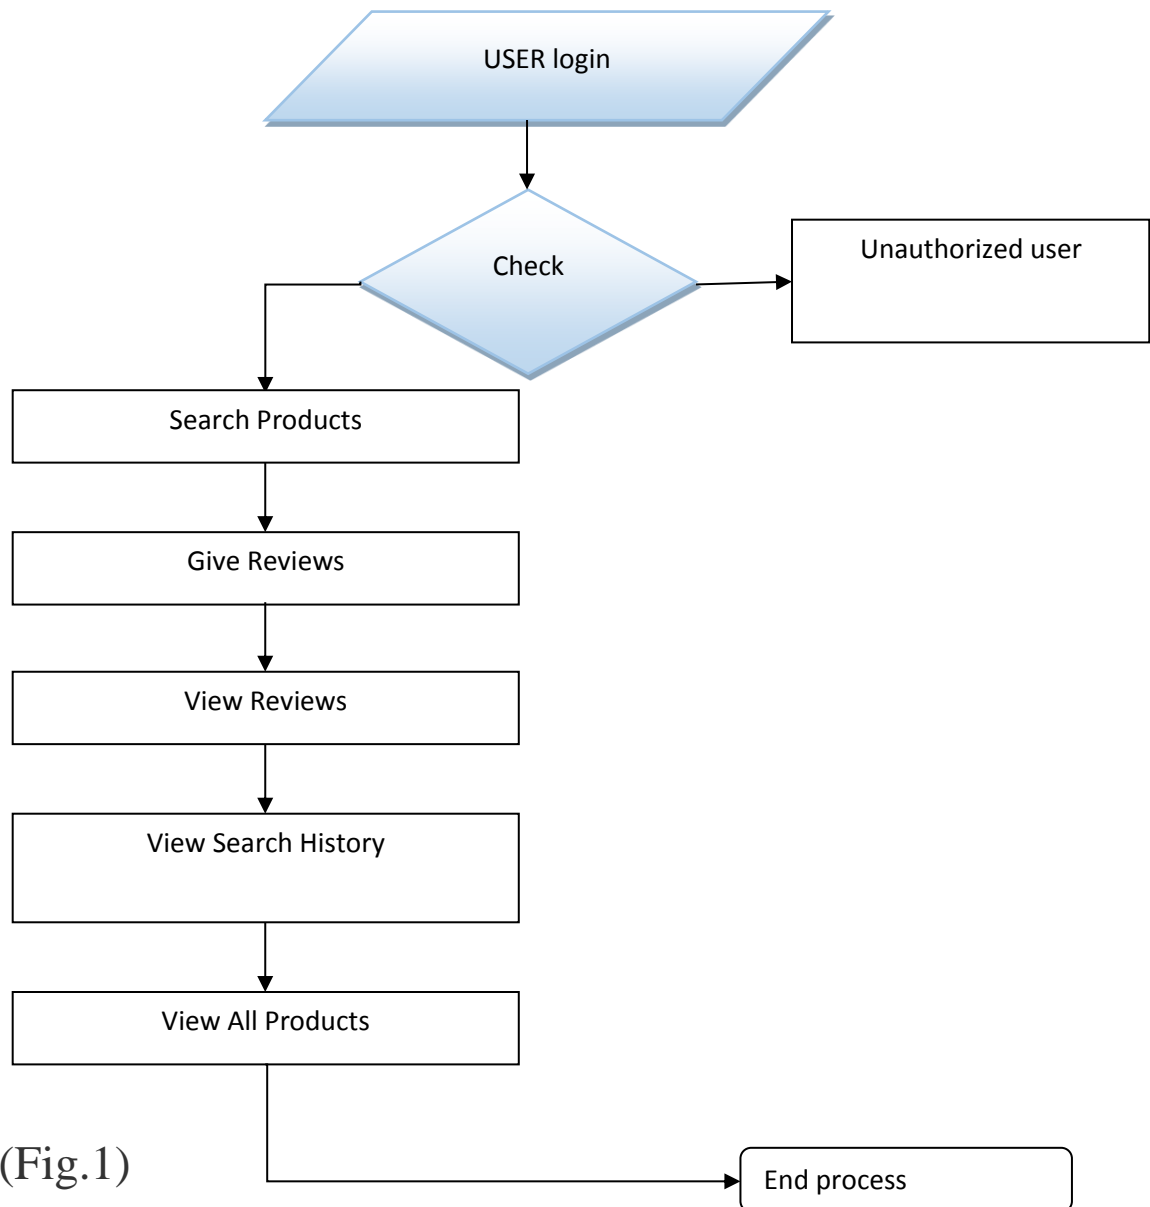 USER login
Check
Unauthorized user
Search Products
Give Reviews
View Reviews
View Search History
View All Products
(Fig.1)
End process